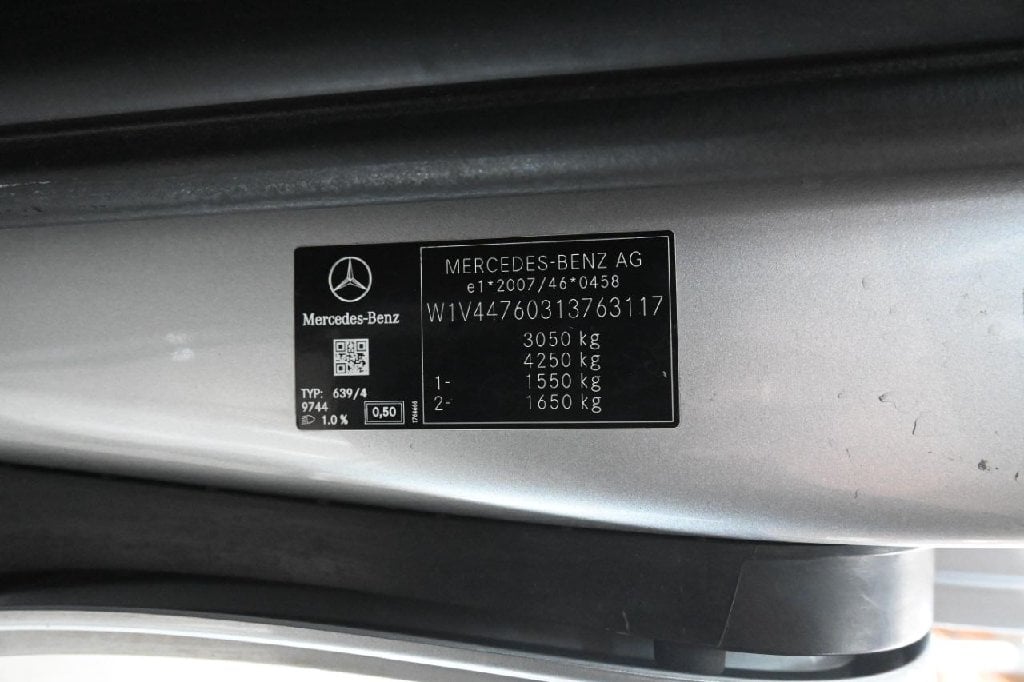 Mercedes-Benz
TYP: 639/4
9744
1.0 %
0,50
MERCEDES-BENZ AG
e1*2007/46*0458
W1V44760313763117
3050 kg
4250 kg
1- 1550 kg
2- 1650 kg